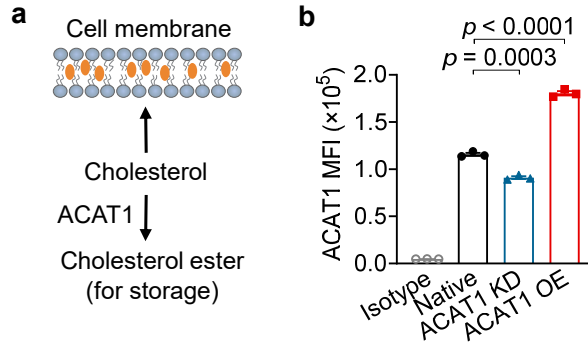 a
Cell membrane
Cholesterol
ACAT1
Cholesterol ester
(for storage)
b
p < 0.0001
p = 0.0003
ACAT1 MFI (×10⁵)
2.0
1.5
1.0
0.5
0.0
Isotype
Native
ACAT1 KD
ACAT1 OE